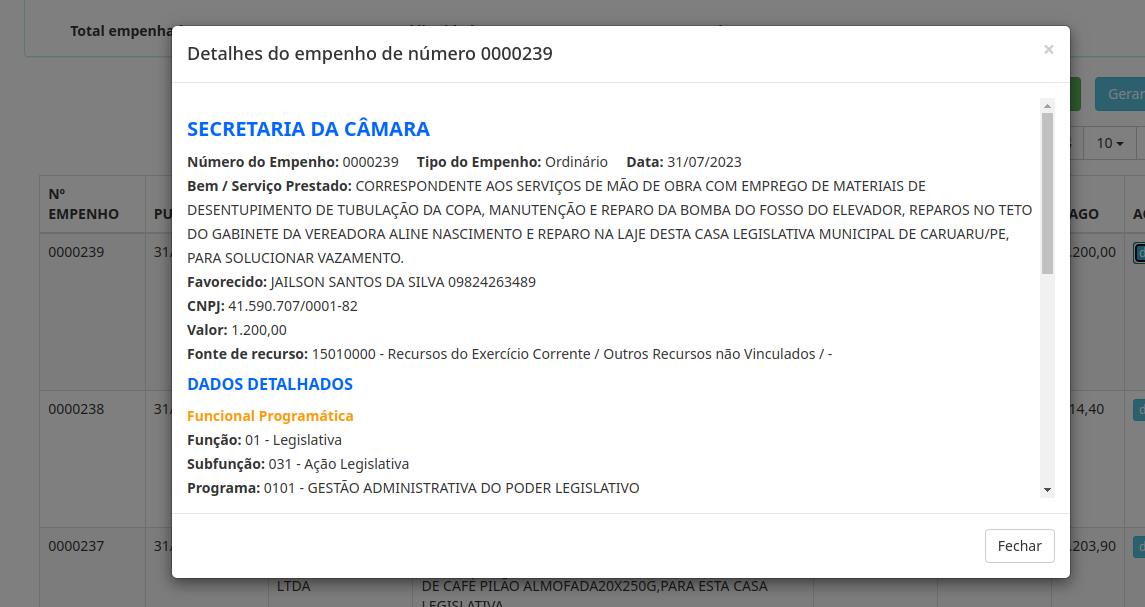 Total empenha
Detalhes do empenho de número 0000239
×
Gerar
SECRETARIA DA CÂMARA
Número do Empenho: 0000239 Tipo do Empenho: Ordinário Data: 31/07/2023
10
Bem / Serviço Prestado: CORRESPONDENTE AOS SERVIÇOS DE MÃO DE OBRA COM EMPREGO DE MATERIAIS DE
DESENTUPIMENTO DE TUBULAÇÃO DA COPA, MANUTENÇÃO E REPARO DA BOMBA DO FOSSO DO ELEVADOR, REPAROS NO TETO
DO GABINETE DA VEREADORA ALINE NASCIMENTO E REPARO NA LAJE DESTA CASA LEGISLATIVA MUNICIPAL DE CARUARU/PE,
PARA SOLUCIONAR VAZAMENTO.
Favorecido: JAILSON SANTOS DA SILVA 09824263489
CNPJ: 41.590.707/0001-82
Valor: 1.200,00
Fonte de recurso: 15010000 - Recursos do Exercício Corrente / Outros Recursos não Vinculados / -
DADOS DETALHADOS
Funcional Programática
Função: 01 - Legislativa
Subfunção: 031 - Ação Legislativa
Programa: 0101 - GESTÃO ADMINISTRATIVA DO PODER LEGISLATIVO
Fechar
Nº
EMPENHO
PU
AGO
0000239
31/
.200,00
0000238
31/
14,40
0000237
31/
.203,90
LTDA
DE CAFÉ PILÃO ALMOFADA20X250G,PARA ESTA CASA
LEGISLATIVA